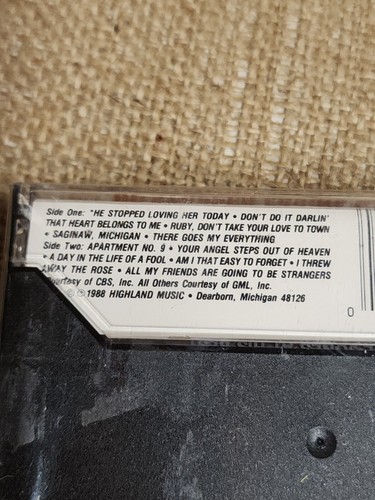 Side One: *HE STOPPED LOVING HER TODAY • DON'T DO IT DARLIN'
THAT HEART BELONGS TO ME • RUBY, DON'T TAKE YOUR LOVE TO TOWN
• SAGINAW, MICHIGAN • THERE GOES MY EVERYTHING
Side Two: APARTMENT NO. 9 • YOUR ANGEL STEPS OUT OF HEAVEN
• A DAY IN THE LIFE OF A FOOL • AM I THAT EASY TO FORGET • I THREW
AWAY THE ROSE • ALL MY FRIENDS ARE GOING TO BE STRANGERS
of CBS, Inc. All Others Courtesy of GML, Inc.
© ℗ 1988 HIGHLAND MUSIC • Dearborn, Michigan 48126
0